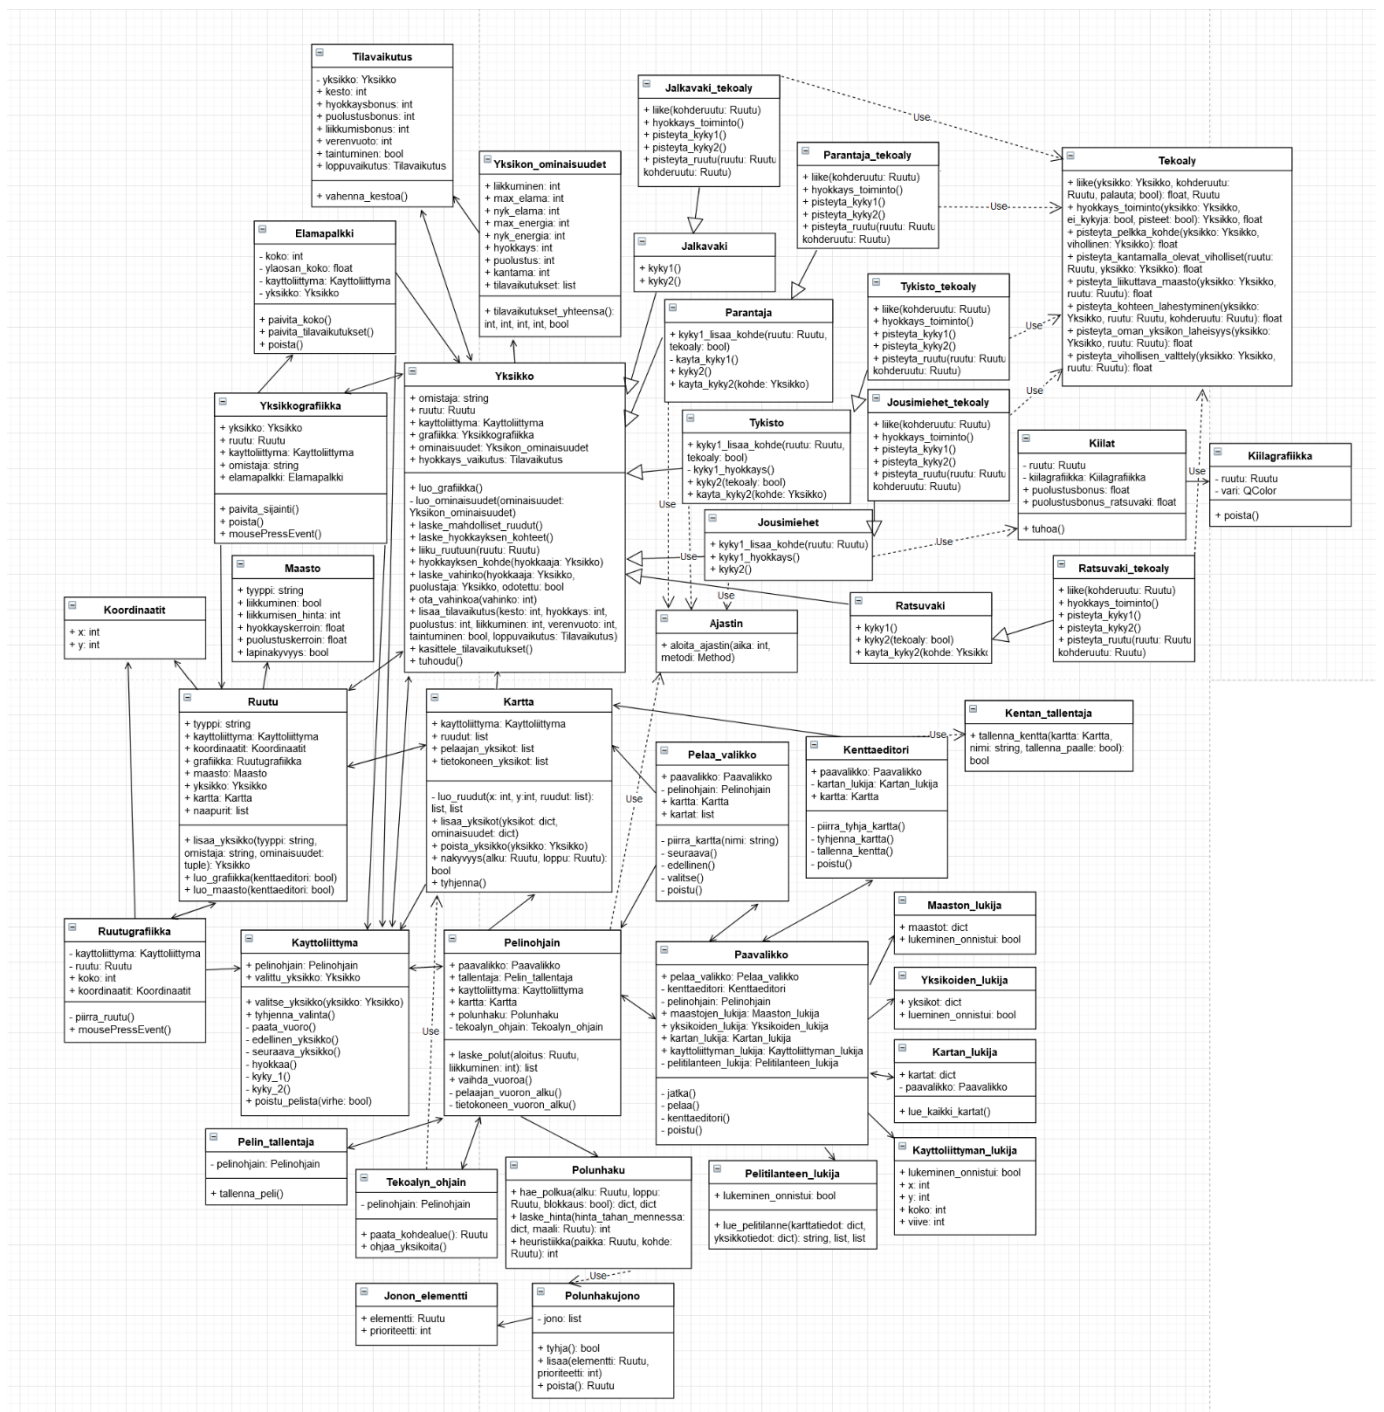 Tilavaikutus
- yksikko: Yksikko
+ kesto: int
+ hyokkaysbonus: int
+ puolustusbonus: int
+ liikkumisbonus: int
+ verenvuoto: int
+ taintuminen: bool
+ loppuvaikutus: Tilavaikutus
+ vahenna_kestoa()
Yksikon_ominaisuudet
+ liikkuminen: int
+ max_elama: int
+ nyk_elama: int
+ max_energia: int
+ nyk_energia: int
+ hyokkays: int
+ puolustus: int
+ kantama: int
+ tilavaikutukset: list
+ tilavaikutukset_yhteensa():
int, int, int, int, bool
Jalkavaki_tekoaly
+ liike(kohderuutu: Ruutu)
+ hyokkays_toiminto()
+ pisteyta_kyky1()
+ pisteyta_kyky2()
+ pisteyta_ruutu(ruutu: Ruutu
kohderuutu: Ruutu)
Use
Parantaja_tekoaly
+ liike(kohderuutu: Ruutu)
+ hyokkays_toiminto()
+ pisteyta_kyky1()
+ pisteyta_kyky2()
+ pisteyta_ruutu(ruutu: Ruutu
kohderuutu: Ruutu)
Use
Tekoaly
+ liike(yksikko: Yksikko, kohderuutu:
Ruutu, palauta; bool): float, Ruutu
+ hyokkays_toiminto(yksikko: Yksikko,
ei_kykyja: bool, pisteet: bool): Yksikko, float
+ pisteyta_pelkka_kohde(yksikko: Yksikko,
vihollinen: Yksikko): float
+ pisteyta_kantamalla_olevat_viholliset(ruutu:
Ruutu, yksikko: Yksikko): float
+ pisteyta_liikuttava_maasto(yksikko: Yksikko,
ruutu: Ruutu): float
+ pisteyta_kohteen_lahestyminen(yksikko:
Yksikko, ruutu: Ruutu, kohderuutu: Ruutu): float
+ pisteyta_oman_yksikon_laheisyys(yksikko:
Yksikko, ruutu: Ruutu): float
+ pisteyta_vihollisen_valttely(yksikko: Yksikko,
ruutu: Ruutu): float
Elamapalkki
- koko: int
- ylaosan_koko: float
- kayttoliittyma: Kayttoliittyma
- yksikko: Yksikko
+ paivita_koko()
+ paivita_tilavaikutukset()
+ poista()
Jalkavaki
+ kyky1()
+ kyky2()
Parantaja
+ kyky1_lisaa_kohde(ruutu: Ruutu,
tekoaly: bool)
- kayta_kyky1()
+ kyky2()
+ kayta_kyky2(kohde: Yksikko)
Tykisto_tekoaly
+ liike(kohderuutu: Ruutu)
+ hyokkays_toiminto()
+ pisteyta_kyky1()
+ pisteyta_kyky2()
+ pisteyta_ruutu(ruutu: Ruutu
kohderuutu: Ruutu)
Use
Yksikko
+ omistaja: string
+ ruutu: Ruutu
+ kayttoliittyma: Kayttoliittyma
+ grafiikka: Yksikkografiikka
+ ominaisuudet: Yksikon_ominaisuudet
+ hyokkays_vaikutus: Tilavaikutus
+ luo_grafiikka()
- luo_ominaisuudet(ominaisuudet:
Yksikon_ominaisuudet)
+ laske_mahdolliset_ruudut()
+ laske_hyokkayksen_kohteet()
+ liiku_ruutuun(ruutu: Ruutu)
+ hyokkayksen_kohde(hyokkaaja: Yksikko)
+ laske_vahinko(hyokkaaja: Yksikko,
puolustaja: Yksikko, odotettu: bool
+ ota_vahinkoa(vahinko: int)
+ lisaa_tilavaikutus(kesto: int, hyokkays: int,
puolustus: int, liikkuminen: int, verenvuoto: int,
taintuminen: bool, loppuvaikutus: Tilavaikutus)
+ kasittele_tilavaikutukset()
+ tuhoudu()
Yksikkografiikka
+ yksikko: Yksikko
+ ruutu: Ruutu
+ kayttoliittyma: Kayttoliittyma
+ omistaja: string
+ elamapalkki: Elamapalkki
+ paivita_sijainti()
+ poista()
+ mousePressEvent()
Tykisto
+ kyky1_lisaa_kohde(ruutu: Ruutu,
tekoaly: bool)
- kyky1_hyokkays()
+ kyky2(tekoaly: bool)
+ kayta_kyky2(kohde: Yksikko)
Jousimiehet_tekoaly
+ liike(kohderuutu: Ruutu)
+ hyokkays_toiminto()
+ pisteyta_kyky1()
+ pisteyta_kyky2()
+ pisteyta_ruutu(ruutu: Ruutu
kohderuutu: Ruutu)
Use
Kiilat
- ruutu: Ruutu
- kiilagrafiikka: Kiilagrafiikka
+ puolustusbonus: float
+ puolustusbonus_ratsuvaki: float
+ tuhoa()
Use
Kiilagrafiikka
- ruutu: Ruutu
- vari: QColor
+ poista()
Jousimiehet
+ kyky1_lisaa_kohde(ruutu: Ruutu)
+ kyky1_hyokkays()
+ kyky2()
Use
Use
Use
Use
Maasto
+ tyyppi: string
+ liikkuminen: bool
+ liikkumisen_hinta: int
+ hyokkayskerroin: float
+ puolustuskerroin: float
+ lapinakyvyys: bool
Koordinaatit
+ x: int
+ y: int
Ratsuvaki_tekoaly
+ liike(kohderuutu: Ruutu)
+ hyokkays_toiminto()
+ pisteyta_kyky1()
+ pisteyta_kyky2()
+ pisteyta_ruutu(ruutu: Ruutu
kohderuutu: Ruutu)
Ratsuvaki
+ kyky1()
+ kyky2(tekoaly: bool)
+ kayta_kyky2(kohde: Yksikk
Ajastin
+ aloita_ajastin(aika: int,
metodi: Method)
Ruutu
+ tyyppi: string
+ kayttoliittyma: Kayttoliittyma
+ koordinaatit: Koordinaatit
+ grafiikka: Ruutugrafiikka
+ maasto: Maasto
+ yksikko: Yksikko
+ kartta: Kartta
+ naapurit: list
+ lisaa_yksikko(tyyppi: string,
omistaja: string, ominaisuudet:
tuple): Yksikko
+ luo_grafiikka(kenttaeditori: bool)
+ luo_maasto(kenttaeditori: bool)
Kartta
+ kayttoliittyma: Kayttoliittyma
+ ruudut: list
+ pelaajan_yksikot: list
+ tietokoneen_yksikot: list
- luo_ruudut(x: int, y:int, ruudut: list):
list, list
+ lisaa_yksikot(yksikot: dict,
ominaisuudet: dict)
+ poista_yksikko(yksikko: Yksikko)
+ nakyvyys(alku: Ruutu, loppu: Ruutu):
bool
+ tyhjenna()
Use
Pelaa_valikko
+ paavalikko: Paavalikko
- pelinohjain: Pelinohjain
+ kartta: Kartta
+ kartat: list
- piirra_kartta(nimi: string)
- seuraava()
- edellinen()
- valitse()
- poistu()
Kenttaeditori
+ paavalikko: Paavalikko
- kartan_lukija: Kartan_lukija
+ kartta: Kartta
- piirra_tyhja_kartta()
- tyhjenna_kartta()
- tallenna_kentta()
- poistu()
Use
Kentan_tallentaja
+ tallenna_kentta(kartta: Kartta,
nimi: string, tallenna_paalle: bool):
bool
Ruutugrafiikka
- kayttoliittyma: Kayttoliittyma
- ruutu: Ruutu
+ koko: int
+ koordinaatit: Koordinaatit
- piirra_ruutu()
+ mousePressEvent()
Kayttoliittyma
+ pelinohjain: Pelinohjain
+ valittu_yksikko: Yksikko
+ valitse_yksikko(yksikko: Yksikko)
+ tyhjenna_valinta()
- paata_vuoro()
- edellinen_yksikko()
- seuraava_yksikko()
- hyokkaa()
- kyky_1()
- kyky_2()
+ poistu_pelista(virhe: bool)
Use
Pelinohjain
+ paavalikko: Paavalikko
+ tallentaja: Pelin_tallentaja
+ kayttoliittyma: Kayttoliittyma
+ kartta: Kartta
+ polunhaku: Polunhaku
- tekoalyn_ohjain: Tekoalyn_ohjain
+ laske_polut(aloitus: Ruutu,
liikkuminen: int): list
+ vaihda_vuoroa()
- pelaajan_vuoron_alku()
- tietokoneen_vuoron_alku()
Paavalikko
+ pelaa_valikko: Pelaa_valikko
- kenttaeditori: Kenttaeditori
- pelinohjain: Pelinohjain
+ maastojen_lukija: Maaston_lukija
+ yksikoiden_lukija: Yksikoiden_lukija
+ kartan_lukija: Kartan_lukija
+ kayttoliittyman_lukija: Kayttoliittyman_lukija
- pelitilanteen_lukija: Pelitilanteen_lukija
- jatka()
- pelaa()
- kenttaeditori()
- poistu()
Maaston_lukija
+ maastot: dict
+ lukeminen_onnistui: bool
Yksikoiden_lukija
+ yksikot: dict
+ lueminen_onnistui: bool
Kartan_lukija
+ kartat: dict
- paavalikko: Paavalikko
+ lue_kaikki_kartat()
Kayttoliittyman_lukija
+ lukeminen_onnistui: bool
+ x: int
+ y: int
+ koko: int
+ viive: int
Pelin_tallentaja
- pelinohjain: Pelinohjain
+ tallenna_peli()
Tekoalyn_ohjain
- pelinohjain: Pelinohjain
+ paata_kohdealue(): Ruutu
+ ohjaa_yksikoita()
Polunhaku
+ hae_polkua(alku: Ruutu, loppu:
Ruutu, blokkaus: bool): dict, dict
+ laske_hinta(hinta_tahan_mennessa:
dict, maali: Ruutu): int
+ heuristiikka(paikka: Ruutu, kohde:
Ruutu): int
Pelitilanteen_lukija
+ lukeminen_onnistui: bool
+ lue_pelitilanne(karttatiedot: dict,
yksikkotiedot: dict): string, list, list
Use
Jonon_elementti
+ elementti: Ruutu
+ prioriteetti: int
Polunhakujono
- jono: list
+ tyhja(): bool
+ lisaa(elementti: Ruutu,
prioriteetti: int)
+ poista(): Ruutu